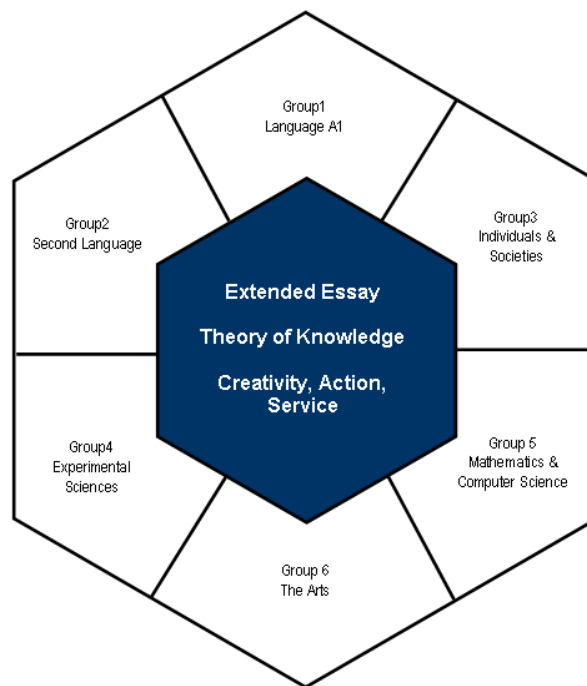 Group1
Language A1
Group2
Second Language
Group3
Individuals &
Societies
Extended Essay
Theory of Knowledge
Creativity, Action,
Service
Group4
Experimental
Sciences
Group 5
Mathematics &
Computer Science
Group 6
The Arts